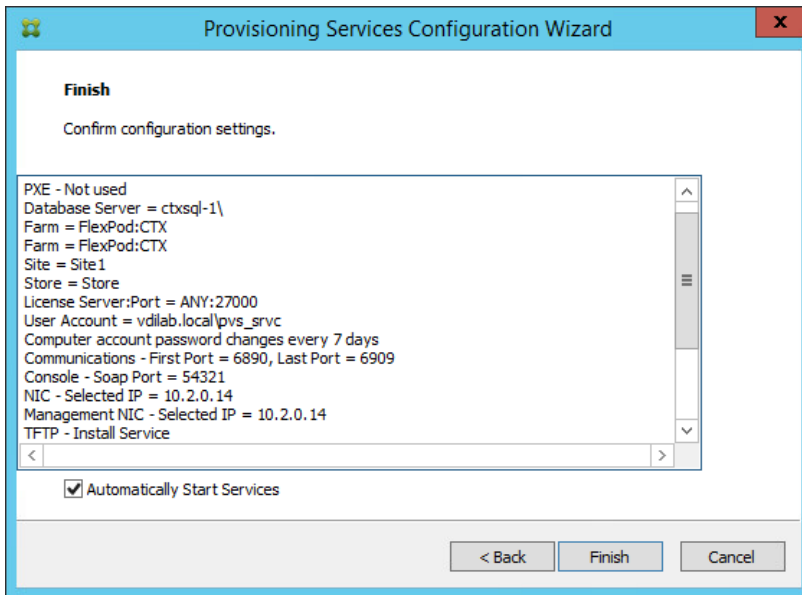 Provisioning Services Configuration Wizard
x
Finish
Confirm configuration settings.
PXE - Not used
Database Server = ctxsql-1\
Farm = FlexPod:CTX
Farm = FlexPod:CTX
Site = Site1
Store = Store
License Server:Port = ANY:27000
User Account = vdilab.local\pvs_srvc
Computer account password changes every 7 days
Communications - First Port = 6890, Last Port = 6909
Console - Soap Port = 54321
NIC - Selected IP = 10.2.0.14
Management NIC - Selected IP = 10.2.0.14
TFTP - Install Service
Automatically Start Services
< Back Finish Cancel